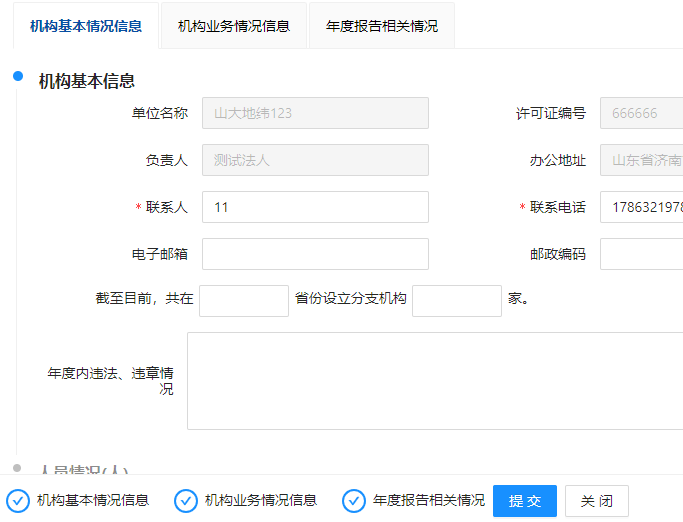 机构基本情况信息 机构业务情况信息 年度报告相关情况
机构基本信息
单位名称 山大地纬123 许可证编号 666666
负责人 测试法人 办公地址 山东省济南
* 联系人 11 * 联系电话 1786321978
电子邮箱 邮政编码
截至目前，共在 省份设立分支机构 家。
年度内违法、违章情
况
人员情况(人)
机构基本情况信息 机构业务情况信息 年度报告相关情况 提 交 关 闭